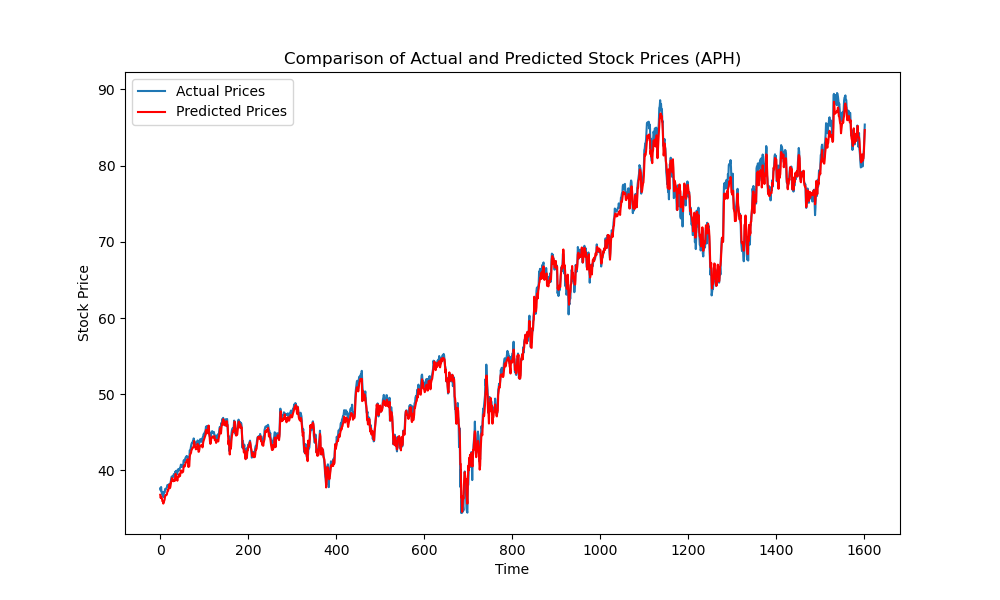 Comparison of Actual and Predicted Stock Prices (APH)
Actual Prices
Predicted Prices
Stock Price
90
80
70
60
50
40
0 200 400 600 800 1000 1200 1400 1600
Time